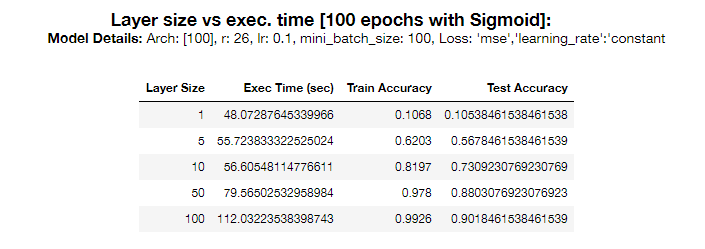 Layer size vs exec. time [100 epochs with Sigmoid]:
Model Details: Arch: [100], r: 26, lr: 0.1, mini_batch_size: 100, Loss: 'mse','learning_rate':'constant
Layer Size Exec Time (sec) Train Accuracy Test Accuracy
1 48.07287645339966 0.1068 0.10538461538461538
5 55.723833322525024 0.6203 0.5678461538461539
10 56.60548114776611 0.8197 0.7309230769230769
50 79.56502532958984 0.978 0.8803076923076923
100 112.03223538398743 0.9926 0.9018461538461539